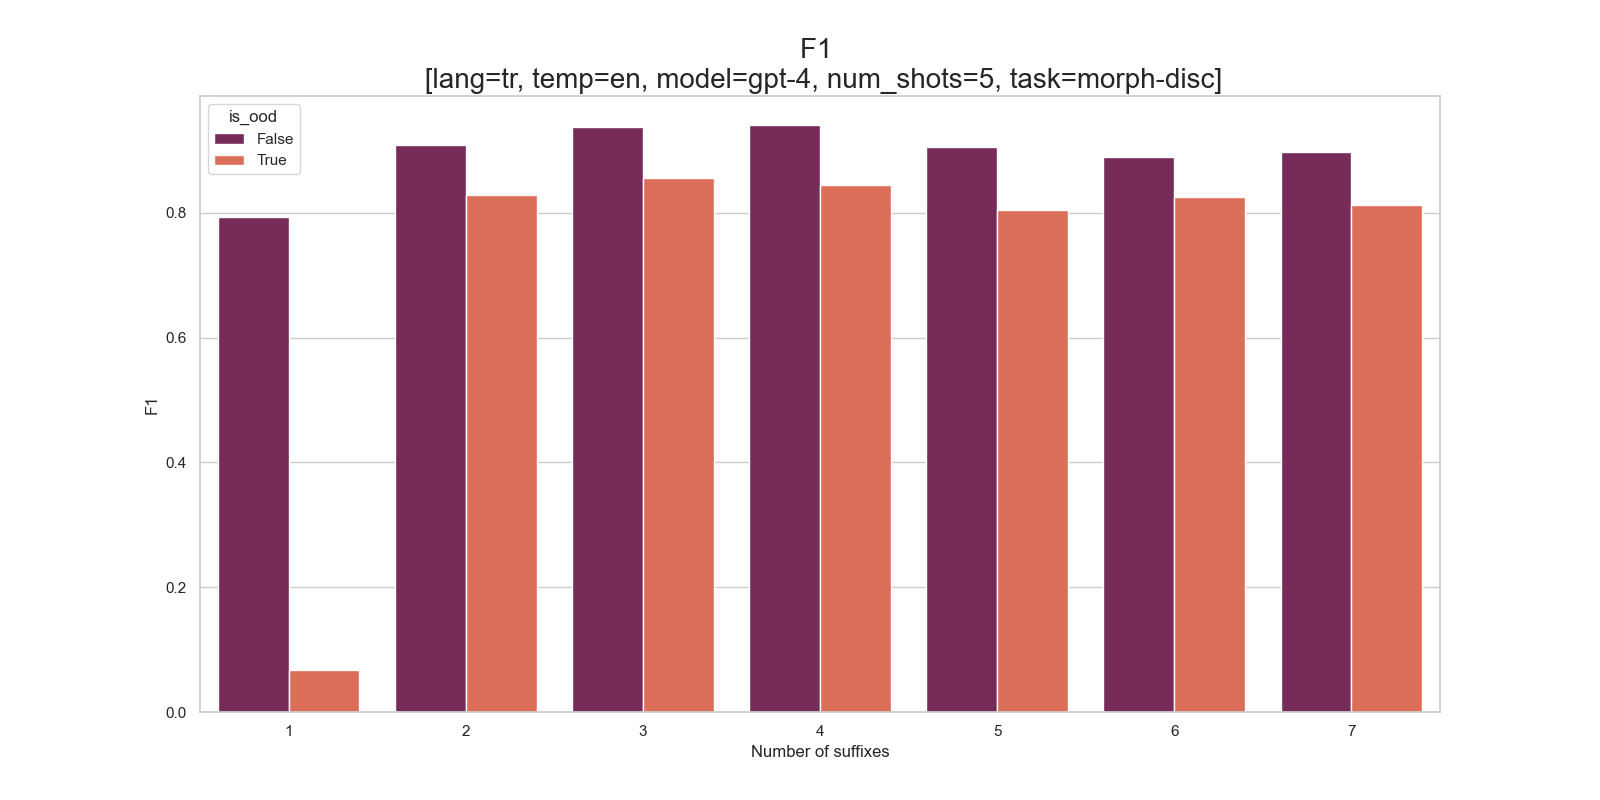 F1
[lang=tr, temp=en, model=gpt-4, num_shots=5, task=morph-disc]
is_ood
False
True
0.8
0.6
0.4
0.2
0.0
F1
1 2 3 4 5 6 7
Number of suffixes